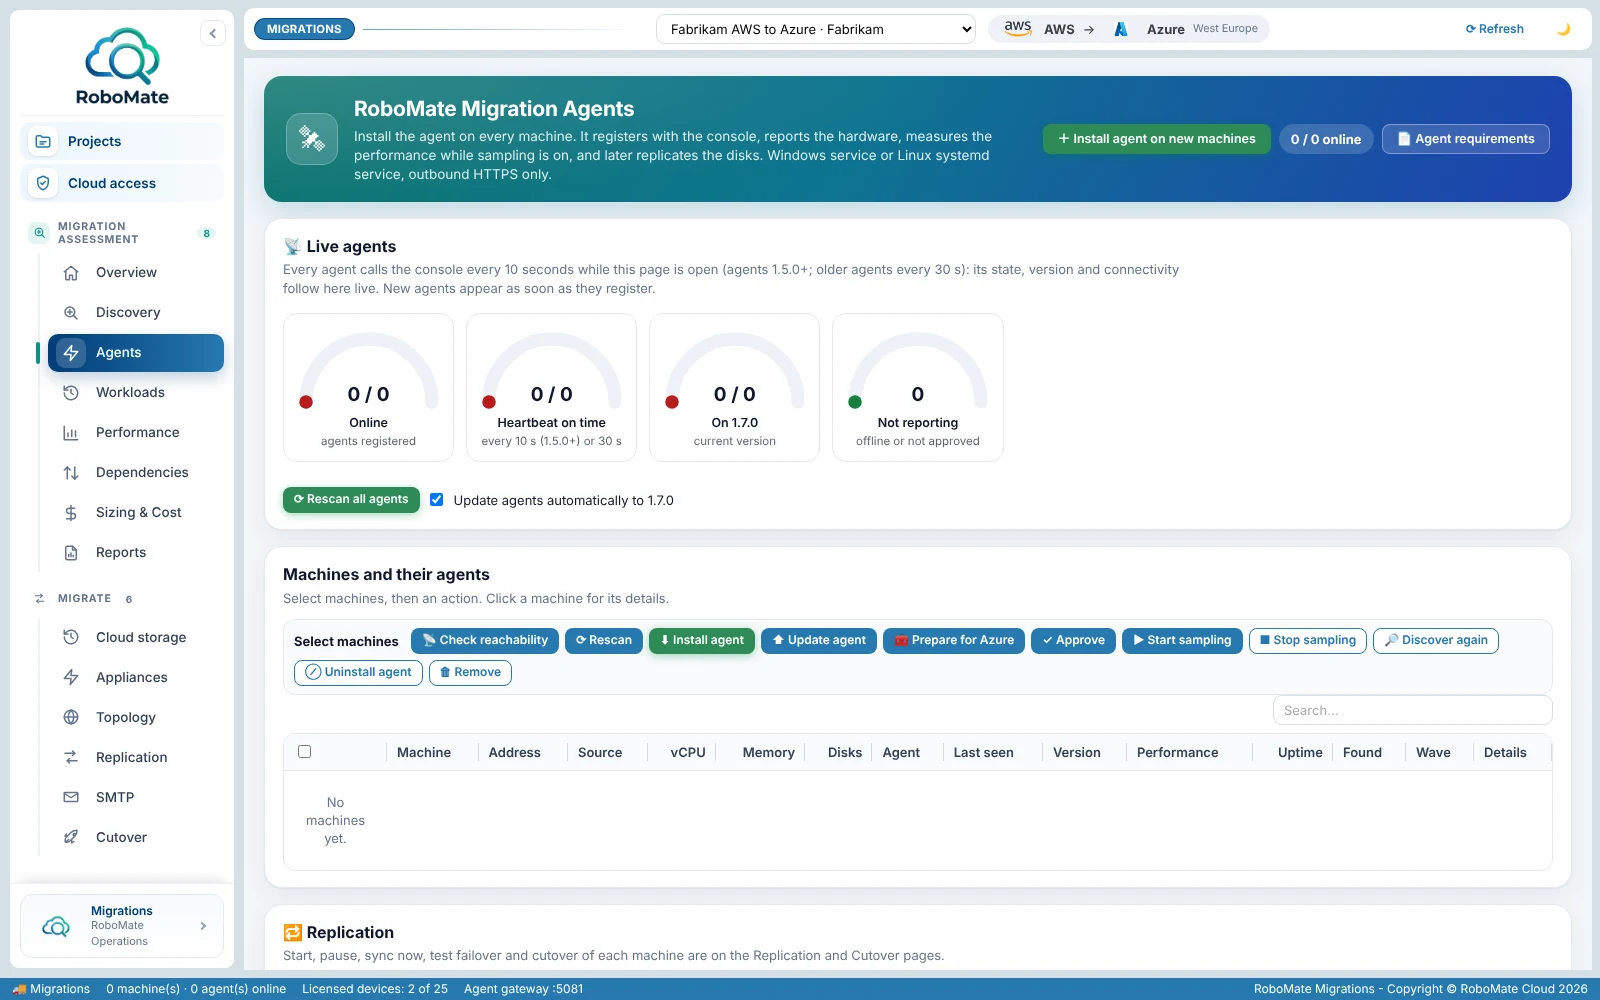 RoboMate
Projects
Cloud access
MIGRATION
ASSESSMENT
8
Overview
Discovery
Agents
Workloads
Performance
Dependencies
Sizing & Cost
Reports
MIGRATE 6
Cloud storage
Appliances
Topology
Replication
SMTP
Cutover
Migrations
RoboMate
Operations
MIGRATIONS
Fabrikam AWS to Azure · Fabrikam
aws AWS → Azure West Europe
⟳ Refresh
RoboMate Migration Agents
Install the agent on every machine. It registers with the console, reports the hardware, measures the
performance while sampling is on, and later replicates the disks. Windows service or Linux systemd
service, outbound HTTPS only.
+ Install agent on new machines
0 / 0 online
Agent requirements
Live agents
Every agent calls the console every 10 seconds while this page is open (agents 1.5.0+; older agents every 30 s): its state, version and connectivity
follow here live. New agents appear as soon as they register.
0 / 0
Online
agents registered
0 / 0
Heartbeat on time
every 10 s (1.5.0+) or 30 s
0 / 0
On 1.7.0
current version
0
Not reporting
offline or not approved
⟳ Rescan all agents
Update agents automatically to 1.7.0
Machines and their agents
Select machines, then an action. Click a machine for its details.
Select machines
Check reachability
⟳ Rescan
Install agent
Update agent
Prepare for Azure
✓ Approve
▶ Start sampling
■ Stop sampling
Discover again
Uninstall agent
Remove
Search...
Machine Address Source vCPU Memory Disks Agent Last seen Version Performance Uptime Found Wave Details
No
machines
yet.
Replication
Start, pause, sync now, test failover and cutover of each machine are on the Replication and Cutover pages.
Migrations 0 machine(s) · 0 agent(s) online Licensed devices: 2 of 25 Agent gateway :5081
RoboMate Migrations - Copyright © RoboMate Cloud 2026